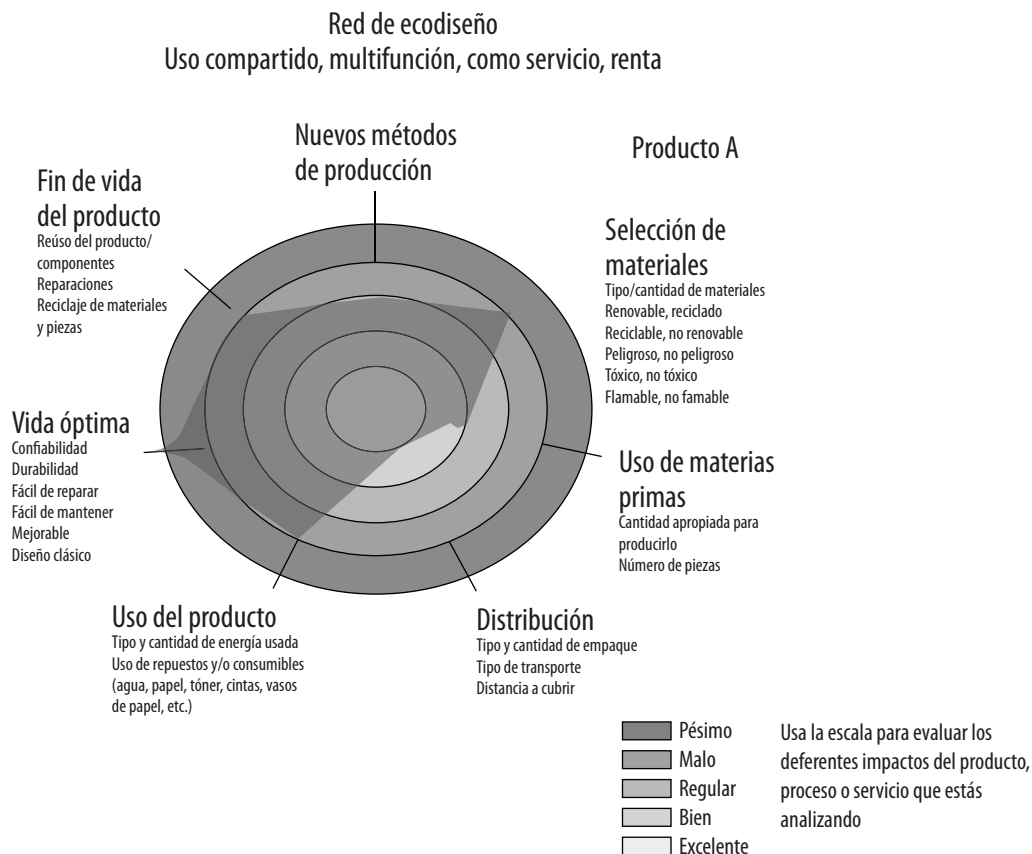 Red de ecodiseño
Uso compartido, multifunción, como servicio, renta
Nuevos métodos
de producción
Producto A
Fin de vida
del producto
Reúso del producto/
componentes
Reparaciones
Reciclaje de materiales
y piezas
Selección de
materiales
Tipo/cantidad de materiales
Renovable, reciclado
Reciclable, no renovable
Peligroso, no peligroso
Tóxico, no tóxico
Flamable, no famable
Vida óptima
Confiabilidad
Durabilidad
Fácil de reparar
Fácil de mantener
Mejorable
Diseño clásico
Uso de materias
primas
Cantidad apropiada para
producirlo
Número de piezas
Uso del producto
Tipo y cantidad de energía usada
Uso de repuestos y/o consumibles
(agua, papel, tóner, cintas, vasos
de papel, etc.)
Distribución
Tipo y cantidad de empaque
Tipo de transporte
Distancia a cubrir
Pésimo
Malo
Regular
Bien
Excelente
Usa la escala para evaluar los
deferentes impactos del producto,
proceso o servicio que estás
analizando